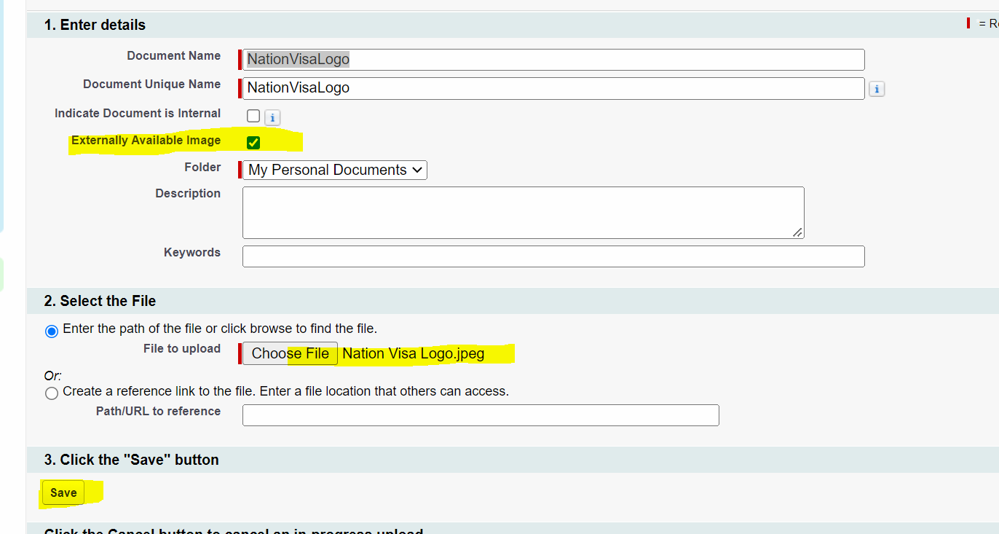 1. Enter details
= R
Document Name NationVisaLogo
Document Unique Name NationVisaLogo
Indicate Document is Internal
Externally Available Image
Folder My Personal Documents
Description
Keywords
2. Select the File
Enter the path of the file or click browse to find the file.
File to upload Choose File Nation Visa Logo.jpeg
Or:
Create a reference link to the file. Enter a file location that others can access.
Path/URL to reference
3. Click the "Save" button
Save
Click the Cancel button to cancel an in-progress upload